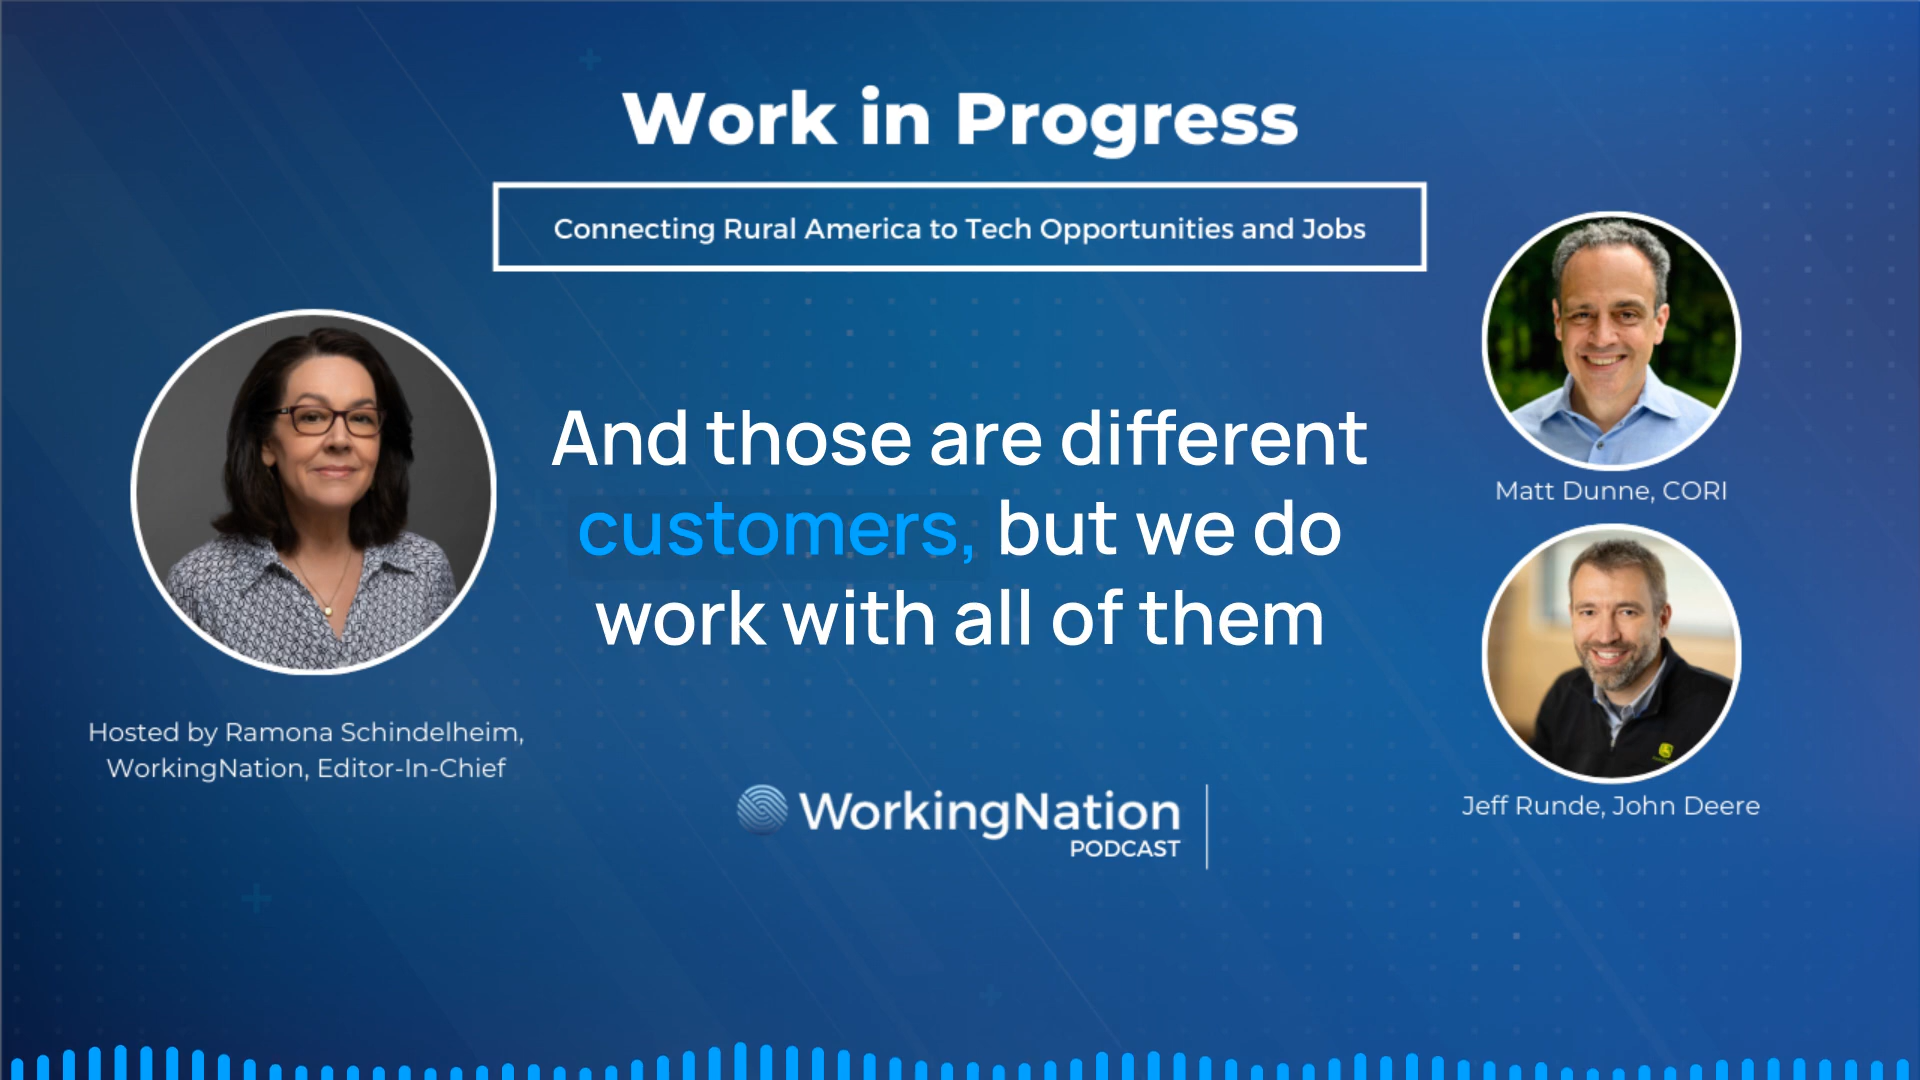 Work in Progress
Connecting Rural America to Tech Opportunities and Jobs
And those are different
customers, but we do
work with all of them
Hosted by Ramona Schindelheim,
WorkingNation, Editor-In-Chief
Matt Dunne, CORI
Jeff Runde, John Deere
WorkingNation
PODCAST